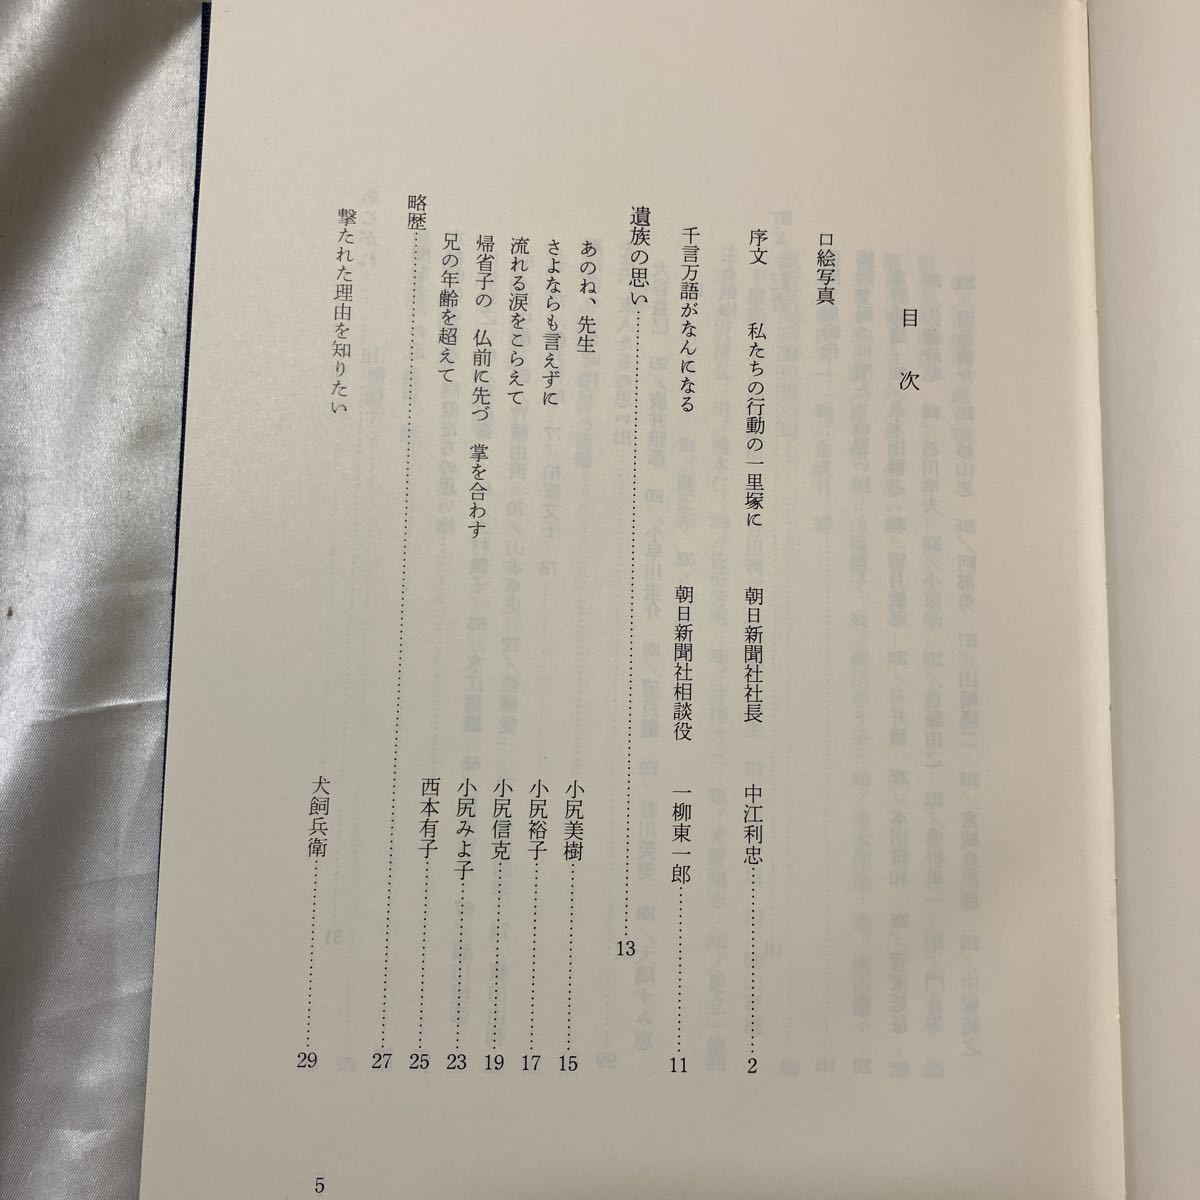 目次
口絵写真
序文 私たちの行動の一里塚に 朝日新聞社社長 中江利忠……………2
千言万語がなんになる 朝日新聞社相談役 一柳東一郎……………11
遺族の思い……………13
あのね、先生 小尻美樹……………15
さよならも言えずに 小尻裕子……………17
流れる涙をこらえて 小尻信克……………19
帰省子の 仏前に先づ 掌を合わす 小尻みよ子……………23
兄の年齢を超えて 西本有子……………25
略歴……………27
撃たれた理由を知りたい 犬飼兵衛……………29
5